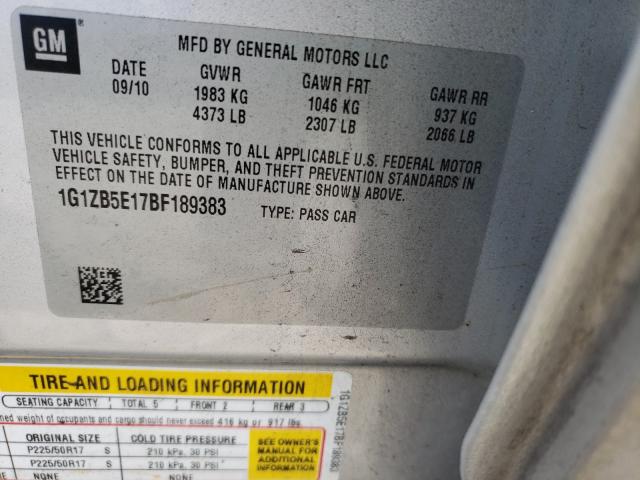 GM
MFD BY GENERAL MOTORS LLC
DATE GVWR GAWR FRT GAWR RR
09/10 1983 KG 1046 KG 937 KG
4373 LB 2307 LB 2066 LB
THIS VEHICLE CONFORMS TO ALL APPLICABLE U.S. FEDERAL MOTOR
VEHICLE SAFETY, BUMPER, AND THEFT PREVENTION STANDARDS IN
EFFECT ON THE DATE OF MANUFACTURE SHOWN ABOVE.
1G1ZB5E17BF189383 TYPE: PASS CAR
TIRE AND LOADING INFORMATION
SEATING CAPACITY TOTAL 5 FRONT 2 REAR 3
weight of occupants and cargo should never exceed 416 kg or 917 lbs.
ORIGINAL SIZE COLD TIRE PRESSURE
P225/50R17 S 210 kPa, 30 PSI
P225/50R17 S 210 kPa, 30 PSI
NONE NONE
SEE OWNER'S
MANUAL FOR
ADDITIONAL
INFORMATION
1G1ZB5E17BF189383